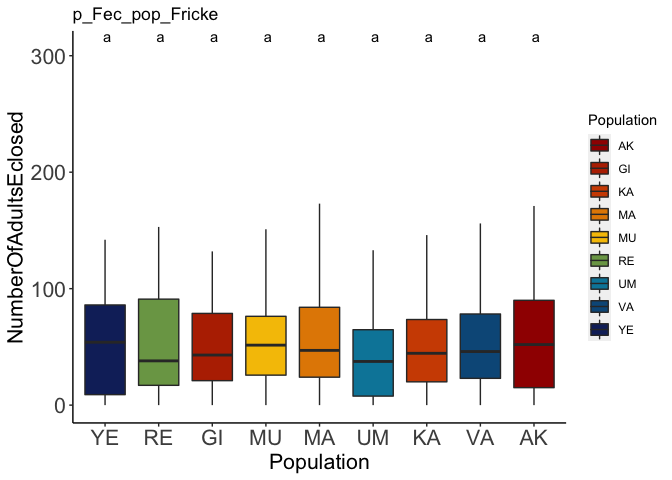 p_Fec_pop_Fricke
a a a a a a a a a
300
200
100
0
NumberOfAdultsEclosed
YE RE GI MU MA UM KA VA AK
Population
Population
AK
GI
KA
MA
MU
RE
UM
VA
YE